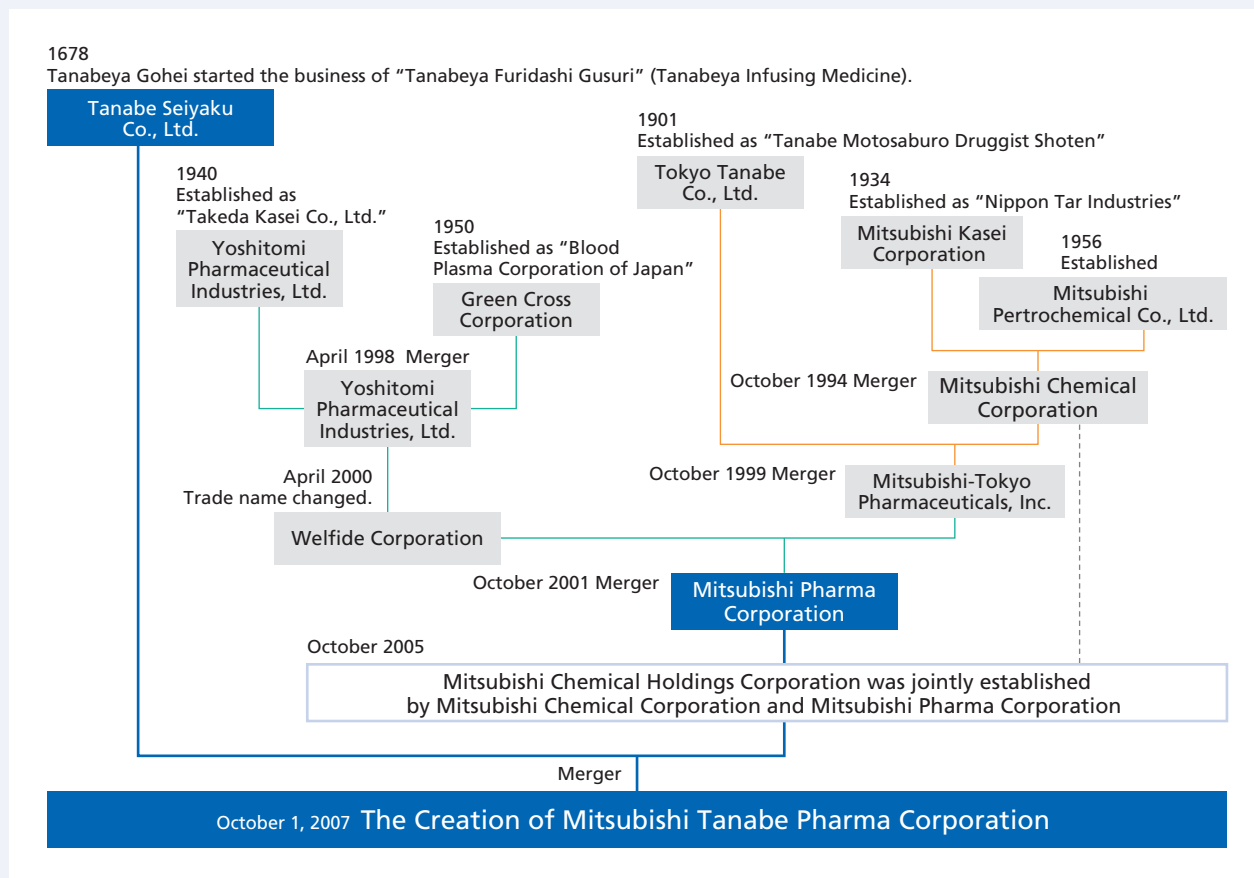 1678
Tanabeya Gohei started the business of “Tanabeya Furidashi Gusuri” (Tanabeya Infusing Medicine).
Tanabe Seiyaku
Co., Ltd.
1901
Established as “Tanabe Motosaburo Druggist Shoten”
Tokyo Tanabe
Co., Ltd.
1940
Established as
“Takeda Kasei Co., Ltd.”
Yoshitomi
Pharmaceutical
Industries, Ltd.
1934
Established as “Nippon Tar Industries”
Mitsubishi Kasei
Corporation
1950
Established as “Blood
Plasma Corporation of Japan”
Green Cross
Corporation
1956
Established
Mitsubishi
Pertrochemical Co., Ltd.
April 1998 Merger
Yoshitomi
Pharmaceutical
Industries, Ltd.
October 1994 Merger
Mitsubishi Chemical
Corporation
April 2000
Trade name changed.
Welfide Corporation
October 1999 Merger
Mitsubishi-Tokyo
Pharmaceuticals, Inc.
October 2001 Merger
Mitsubishi Pharma
Corporation
October 2005
Mitsubishi Chemical Holdings Corporation was jointly established
by Mitsubishi Chemical Corporation and Mitsubishi Pharma Corporation
Merger
October 1, 2007 The Creation of Mitsubishi Tanabe Pharma Corporation